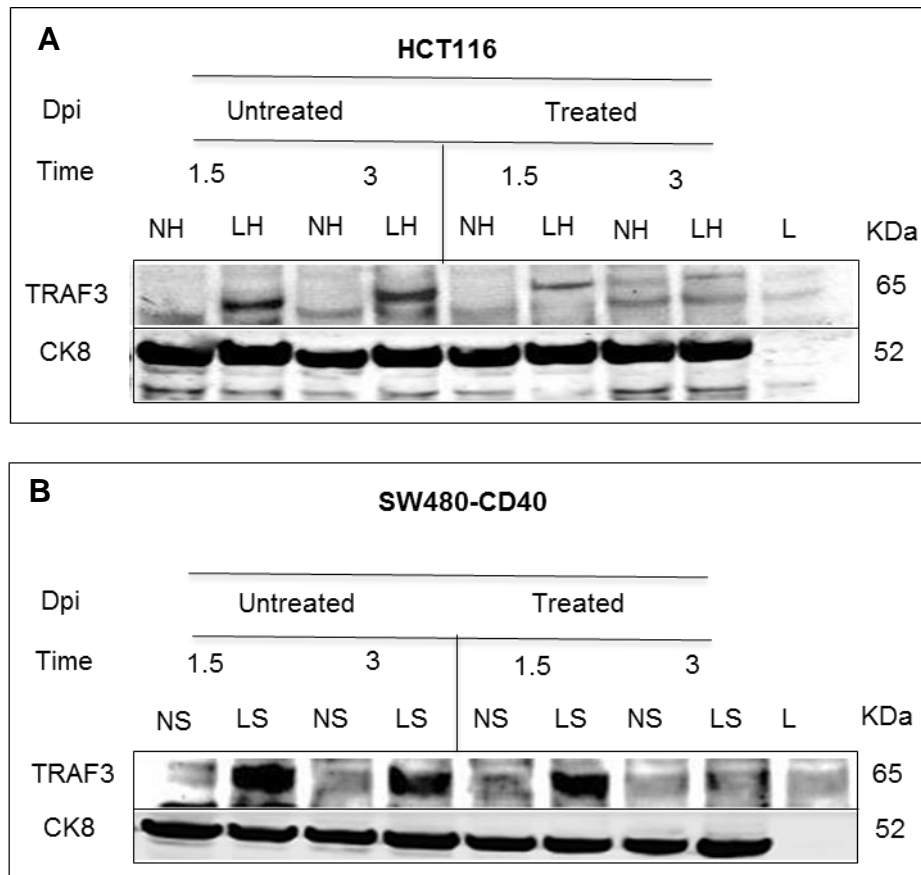 A
HCT116
Dpi Untreated Treated
Time 1.5 3 1.5 3
NH LH NH LH NH LH NH LH L KDa
TRAF3 65
CK8 52
B
SW480-CD40
Dpi Untreated Treated
Time 1.5 3 1.5 3
NS LS NS LS NS LS NS LS L KDa
TRAF3 65
CK8 52